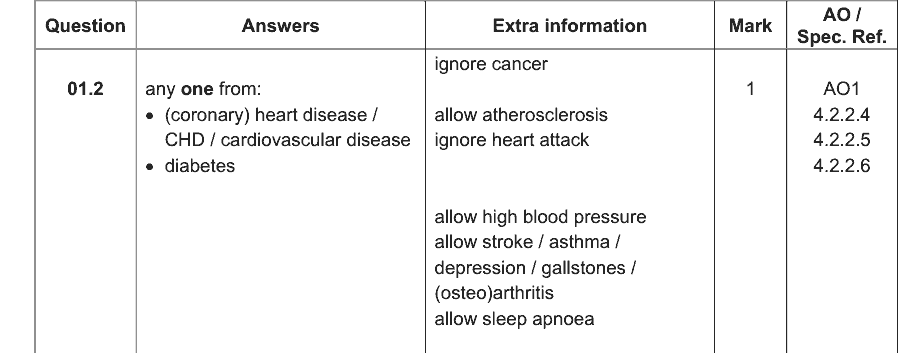 Question Answers Extra information Mark AO /
Spec. Ref.
ignore cancer
01.2 any one from: 1 AO1
• (coronary) heart disease / allow atherosclerosis 4.2.2.4
CHD / cardiovascular disease ignore heart attack 4.2.2.5
• diabetes 4.2.2.6
allow high blood pressure
allow stroke / asthma /
depression / gallstones /
(osteo)arthritis
allow sleep apnoea